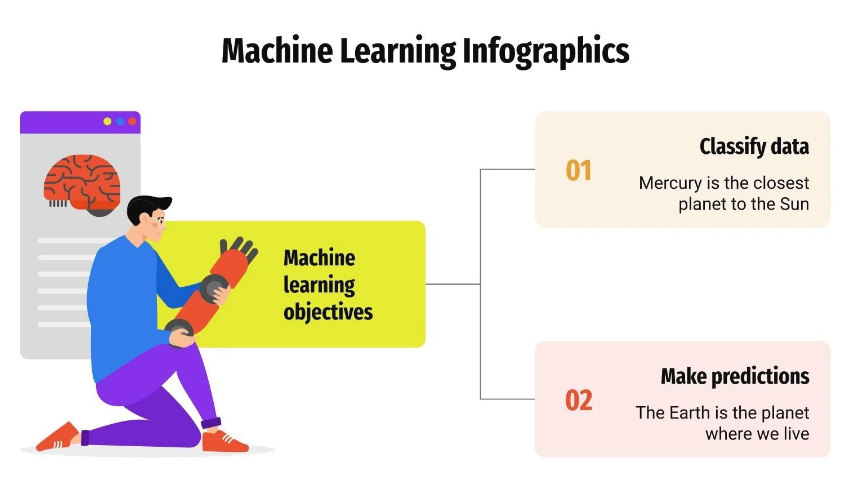 Machine Learning Infographics
Machine
learning
objectives
01
Classify data
Mercury is the closest
planet to the Sun
02
Make predictions
The Earth is the planet
where we live